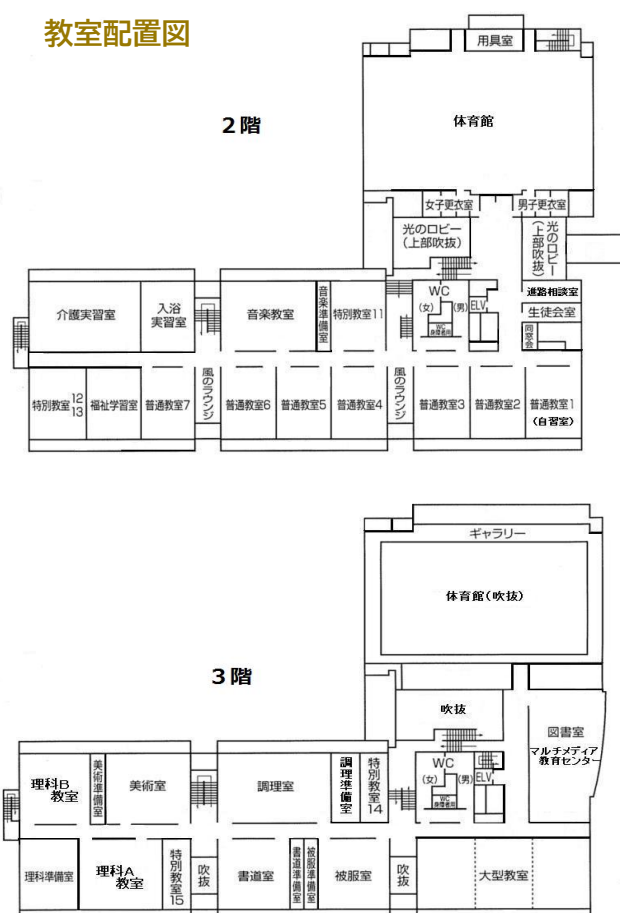 教室配置図
2階
用具室
体育館
女子更衣室
男子更衣室
光のロビー
(上部吹抜)
光のロビー
(上部吹抜)
介護実習室
入浴
実習室
音楽教室
音楽準備室
特別教室11
WC
(女)
(男)
WC
身障者用
ELV
進路相談室
生徒会室
同窓会
特別教室
12
13
福祉学習室
普通教室7
風のラウンジ
普通教室6
普通教室5
普通教室4
風のラウンジ
普通教室3
普通教室2
普通教室1
(自習室)
ギャラリー
体育館(吹抜)
3階
吹抜
図書室
マルチメディア
教育センター
理科B
教室
美術準備室
美術室
調理室
調理準備室
特別教室14
WC
(女)
(男)
WC
身障者用
ELV
理科準備室
理科A
教室
特別教室15
吹抜
書道室
書道準備室
被服準備室
被服室
吹抜
大型教室